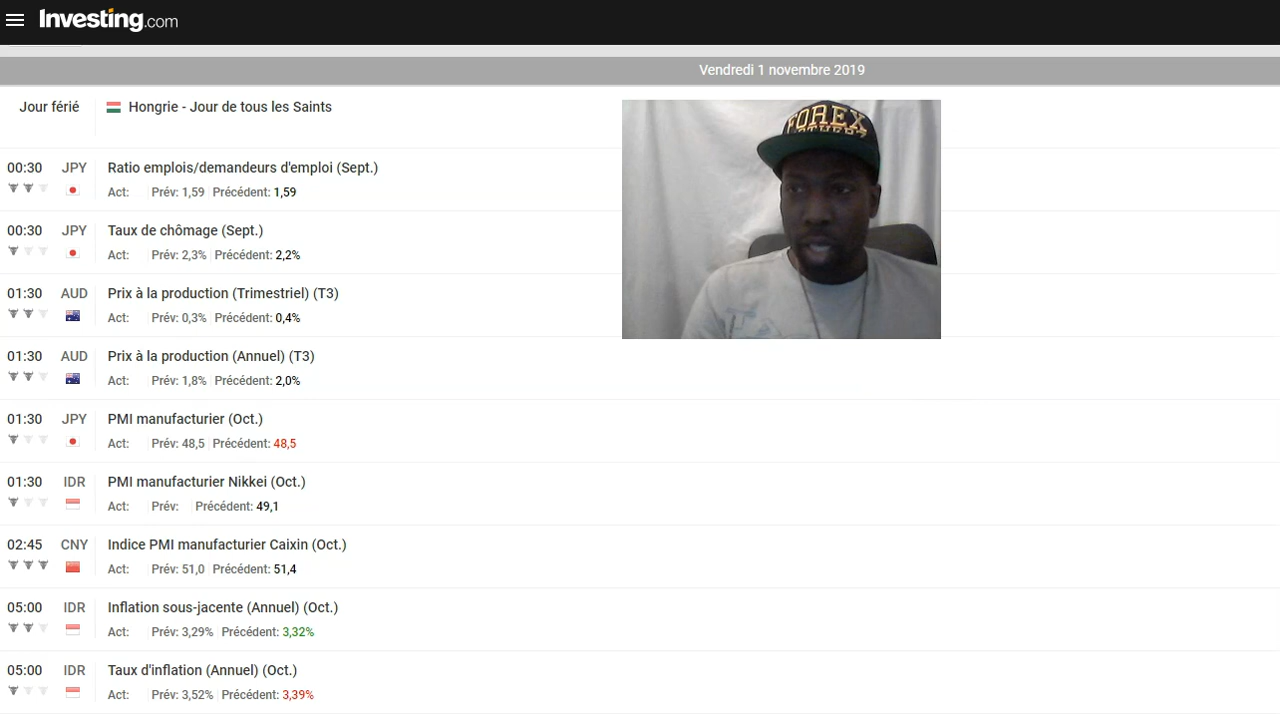 Investing.com
Vendredi 1 novembre 2019
Jour férié Hongrie - Jour de tous les Saints
FOREX
00:30 JPY Ratio emplois/demandeurs d'emploi (Sept.)
Act: Prév: 1,59 Précédent: 1,59
00:30 JPY Taux de chômage (Sept.)
Act: Prév: 2,3% Précédent: 2,2%
01:30 AUD Prix à la production (Trimestriel) (T3)
Act: Prév: 0,3% Précédent: 0,4%
01:30 AUD Prix à la production (Annuel) (T3)
Act: Prév: 1,8% Précédent: 2,0%
01:30 JPY PMI manufacturier (Oct.)
Act: Prév: 48,5 Précédent: 48,5
01:30 IDR PMI manufacturier Nikkei (Oct.)
Act: Prév: Précédent: 49,1
02:45 CNY Indice PMI manufacturier Caixin (Oct.)
Act: Prév: 51,0 Précédent: 51,4
05:00 IDR Inflation sous-jacente (Annuel) (Oct.)
Act: Prév: 3,29% Précédent: 3,32%
05:00 IDR Taux d'inflation (Annuel) (Oct.)
Act: Prév: 3,52% Précédent: 3,39%